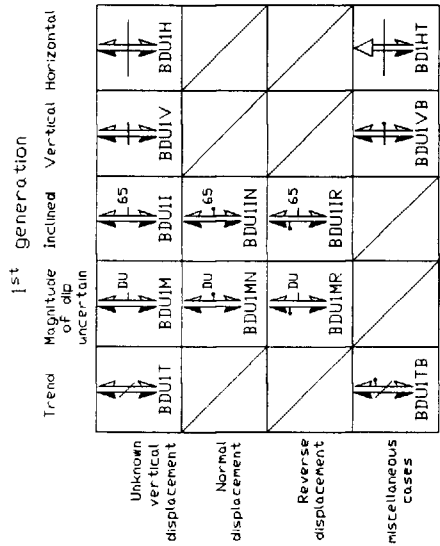 1st
generation
Trend Magnitude of dip uncertain Inclined Vertical Horizontal
Unknown
vertical
displacement
DU 65
BDU1T BDU1M BDU1I BDU1V BDU1H
Normal
displacement
DU 65
BDU1MN BDU1IN
Reverse
displacement
DU 65
BDU1MR BDU1IR
miscellaneous
cases
BDU1TB BDU1VB BD1HT